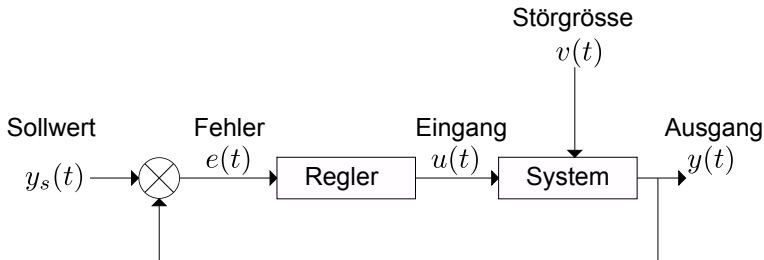 Störgrösse
v(t)
Sollwert
Fehler
Eingang
Ausgang
y_s(t)
e(t)
Regler
u(t)
System
y(t)